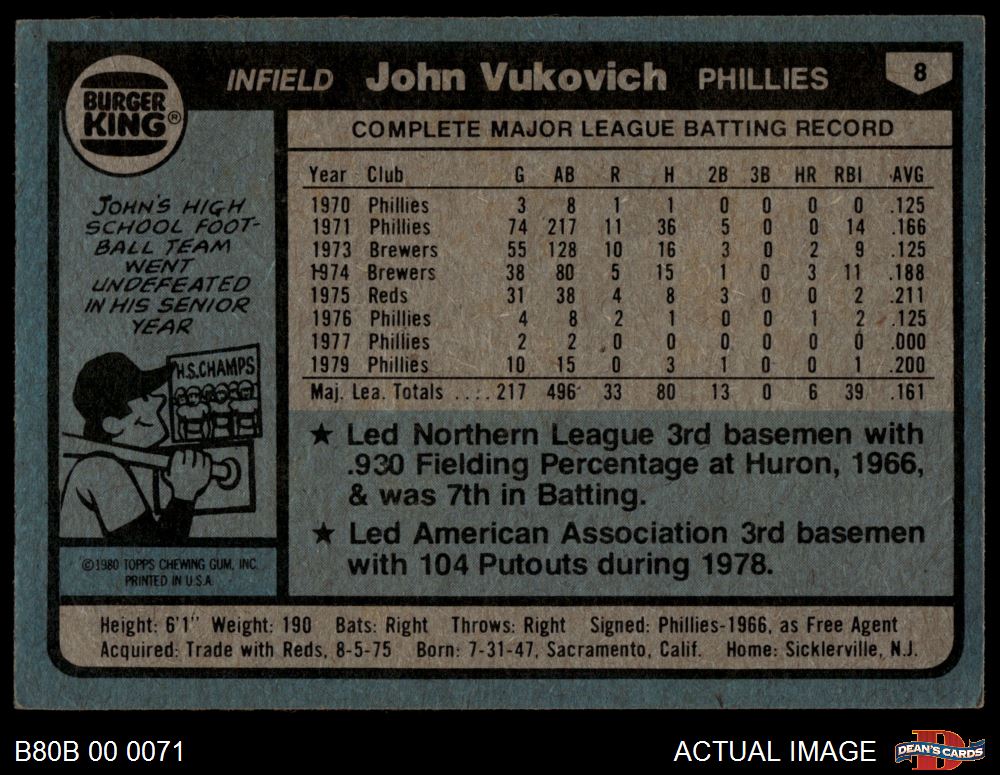 BURGER
KING®
INFIELD John Vukovich PHILLIES 8
JOHN'S HIGH
SCHOOL FOOT-
BALL TEAM
WENT
UNDEFEATED
IN HIS SENIOR
YEAR
H.S. CHAMPS
©1980 TOPPS CHEWING GUM, INC.
PRINTED IN U.S.A.
COMPLETE MAJOR LEAGUE BATTING RECORD
Year Club G AB R H 2B 3B HR RBI AVG
1970 Phillies 3 8 1 1 0 0 0 0 .125
1971 Phillies 74 217 11 36 5 0 0 14 .166
1973 Brewers 55 128 10 16 3 0 2 9 .125
1974 Brewers 38 80 5 15 1 0 3 11 .188
1975 Reds 31 38 4 8 3 0 0 2 .211
1976 Phillies 4 8 2 1 0 0 1 2 .125
1977 Phillies 2 2 0 0 0 0 0 0 .000
1979 Phillies 10 15 0 3 1 0 0 1 .200
Maj. Lea. Totals .... 217 496 33 80 13 0 6 39 .161
★ Led Northern League 3rd basemen with
.930 Fielding Percentage at Huron, 1966,
& was 7th in Batting.
★ Led American Association 3rd basemen
with 104 Putouts during 1978.
Height: 6'1" Weight: 190 Bats: Right Throws: Right Signed: Phillies-1966, as Free Agent
Acquired: Trade with Reds, 8-5-75 Born: 7-31-47, Sacramento, Calif. Home: Sicklerville, N.J.
B80B 00 0071 ACTUAL IMAGE DEAN'S CARDS